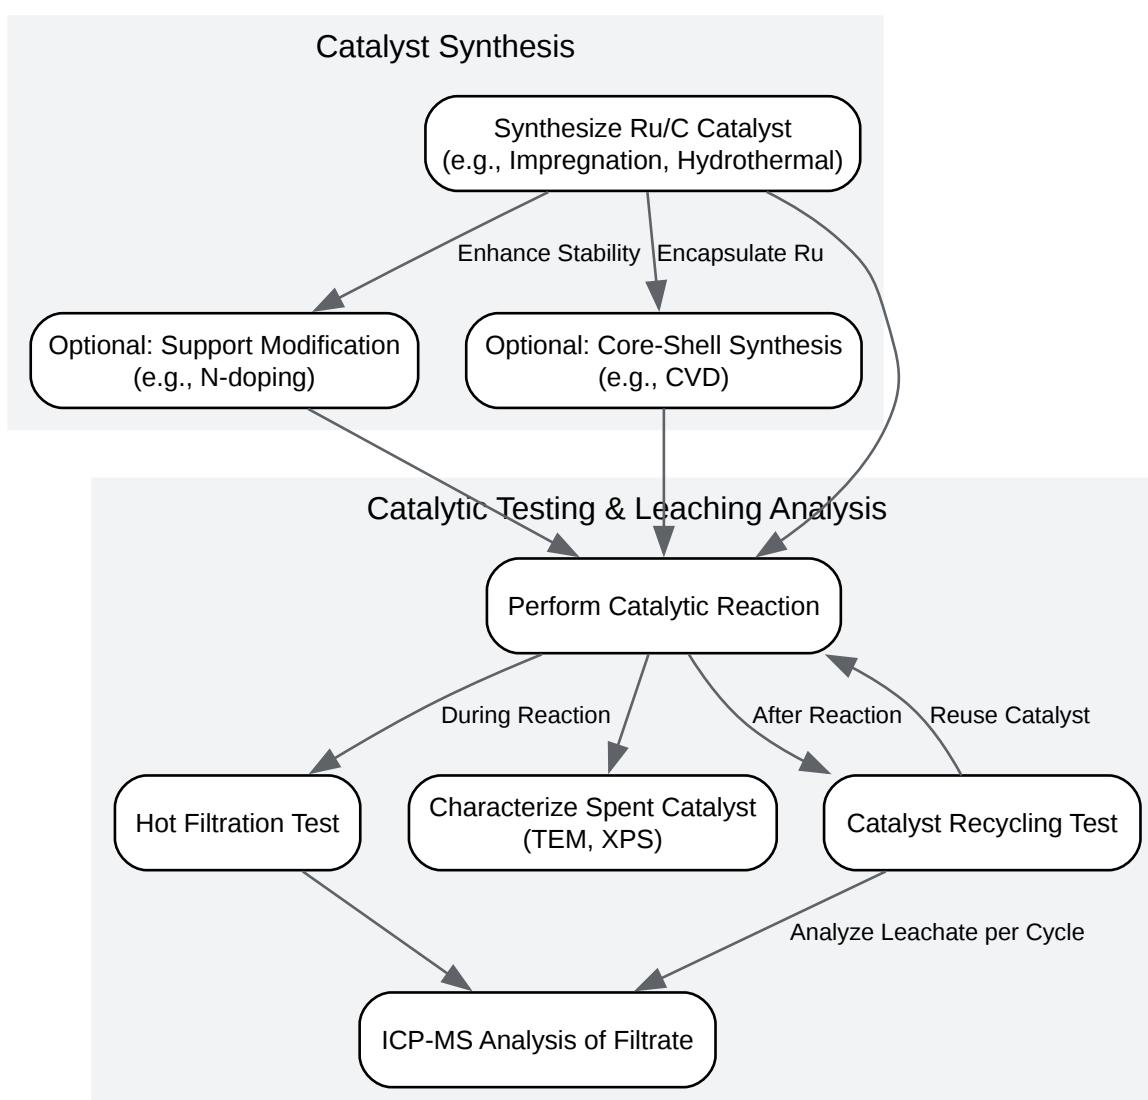 Catalyst Synthesis
Synthesize Ru/C Catalyst
(e.g., Impregnation, Hydrothermal)
Enhance Stability
Encapsulate Ru
Optional: Support Modification
(e.g., N-doping)
Optional: Core-Shell Synthesis
(e.g., CVD)
Catalytic Testing & Leaching Analysis
Perform Catalytic Reaction
During Reaction
After Reaction
Reuse Catalyst
Hot Filtration Test
Characterize Spent Catalyst
(TEM, XPS)
Catalyst Recycling Test
Analyze Leachate per Cycle
ICP-MS Analysis of Filtrate